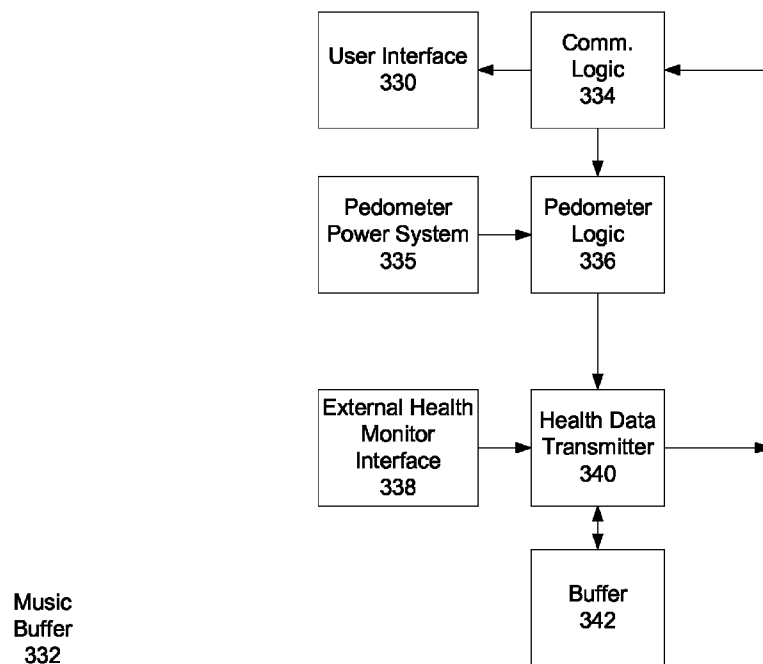 User Interface
330
Comm.
Logic
334
Pedometer
Power System
335
Pedometer
Logic
336
External Health
Monitor
Interface
338
Health Data
Transmitter
340
Buffer
342
Music
Buffer
332